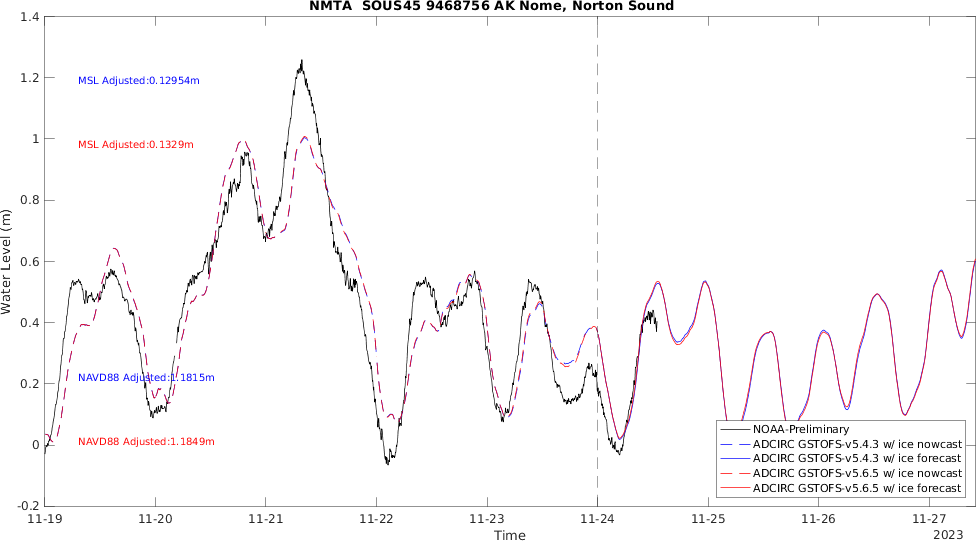 NMTA SOUS45 9468756 AK Nome, Norton Sound
1.4
1.2
1
0.8
0.6
0.4
0.2
0
-0.2
Water Level (m)
MSL Adjusted:0.12954m
MSL Adjusted:0.1329m
NAVD88 Adjusted:1.1815m
NAVD88 Adjusted:1.1849m
NOAA-Preliminary
ADCIRC GSTOFS-v5.4.3 w/ ice nowcast
ADCIRC GSTOFS-v5.4.3 w/ ice forecast
ADCIRC GSTOFS-v5.6.5 w/ ice nowcast
ADCIRC GSTOFS-v5.6.5 w/ ice forecast
11-19 11-20 11-21 11-22 11-23 11-24 11-25 11-26 11-27
Time
2023